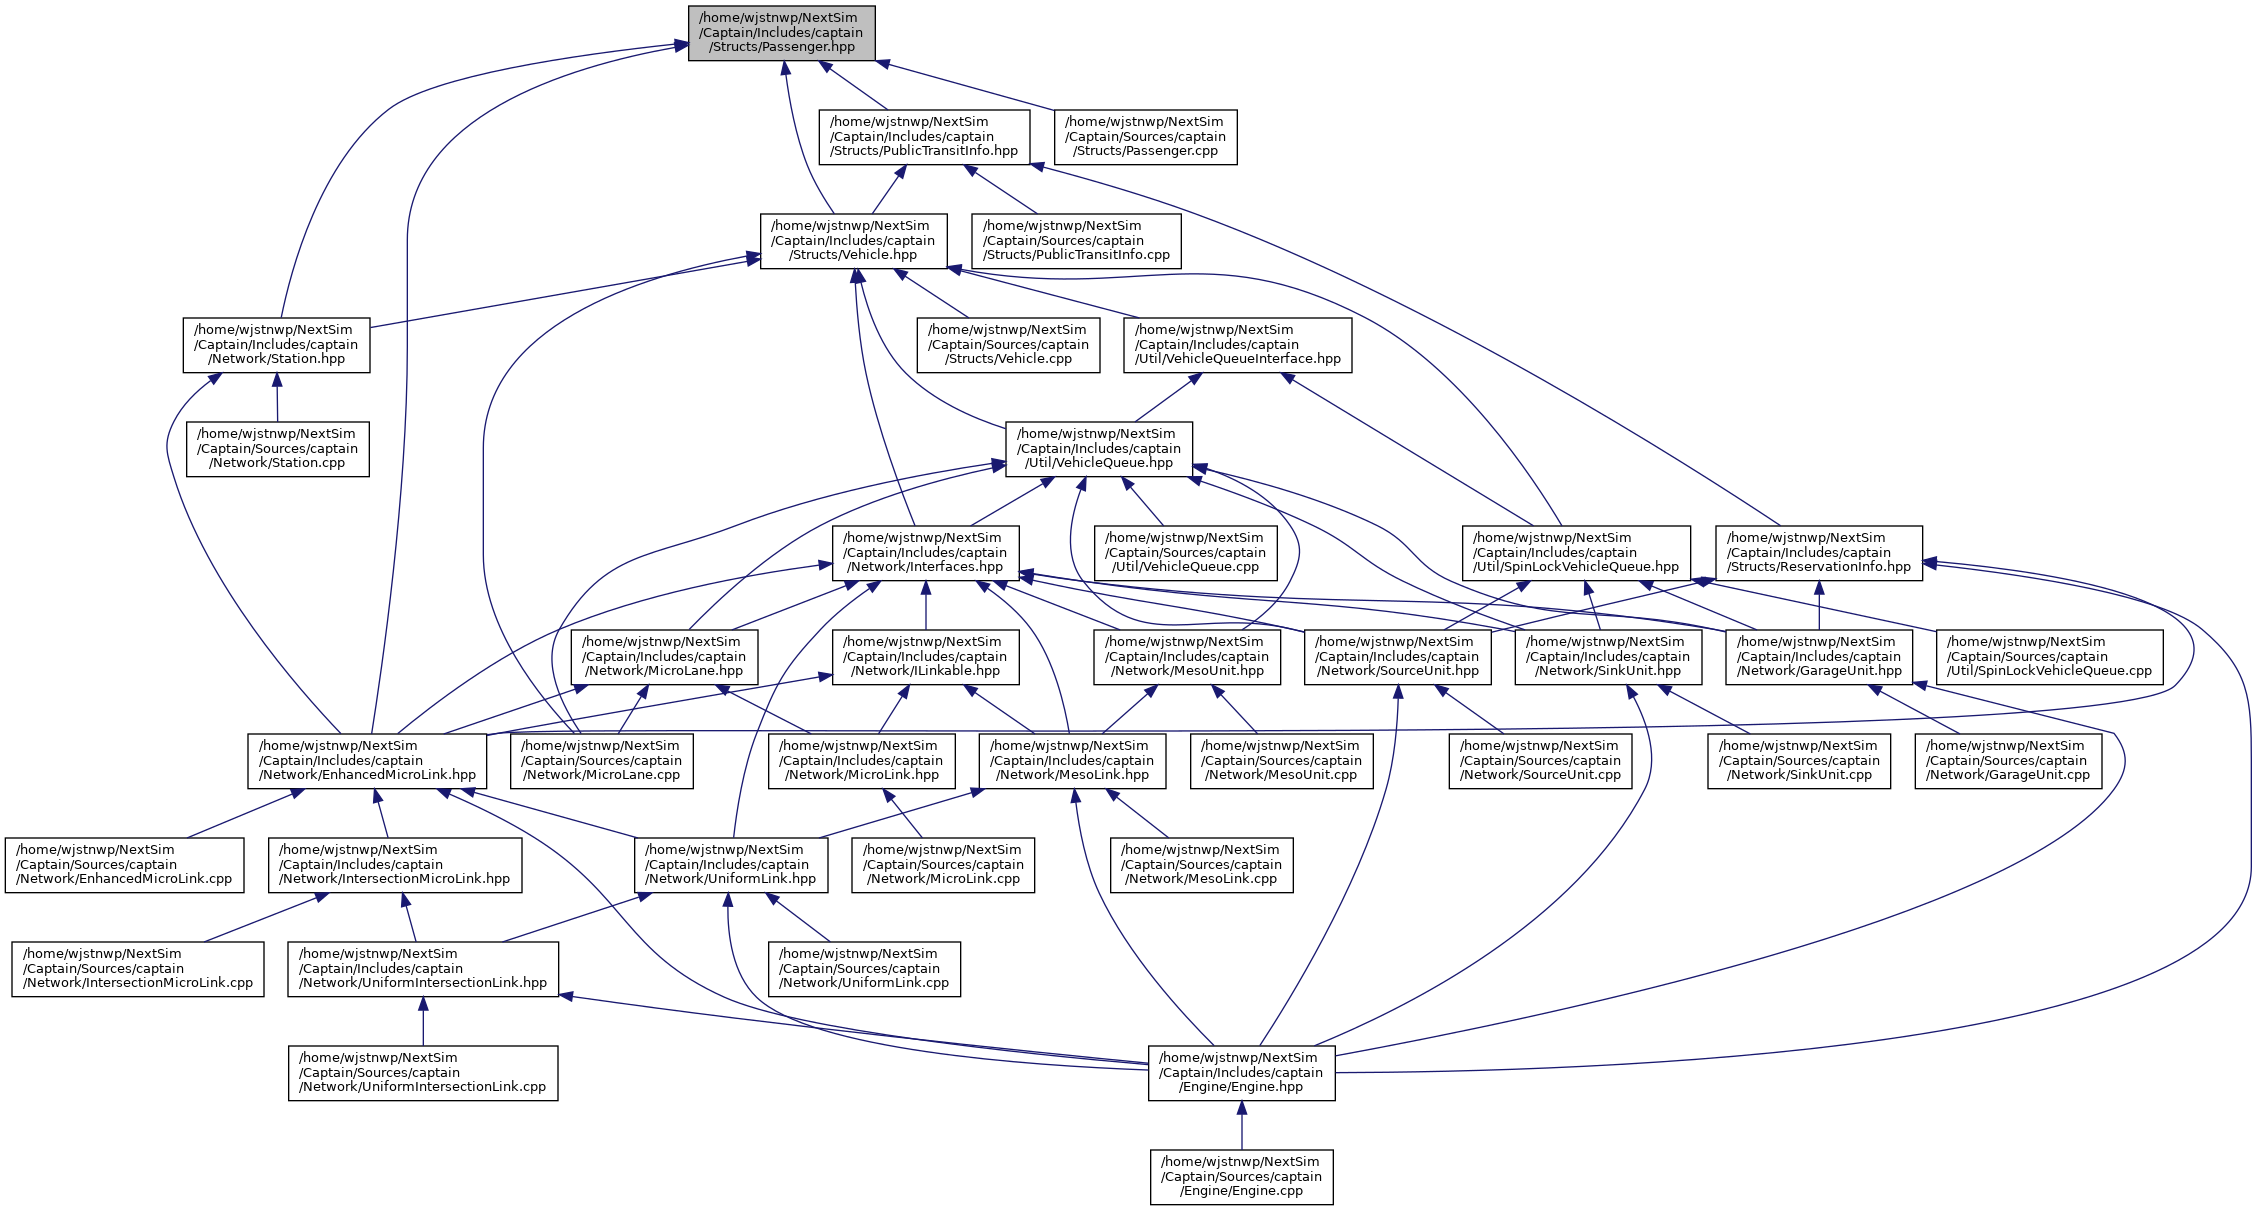 /home/wjstnwp/NextSim
/Captain/Includes/captain
/Structs/Passenger.hpp
/home/wjstnwp/NextSim
/Captain/Includes/captain
/Structs/PublicTransitInfo.hpp
/home/wjstnwp/NextSim
/Captain/Sources/captain
/Structs/Passenger.cpp
/home/wjstnwp/NextSim
/Captain/Includes/captain
/Structs/Vehicle.hpp
/home/wjstnwp/NextSim
/Captain/Sources/captain
/Structs/PublicTransitInfo.cpp
/home/wjstnwp/NextSim
/Captain/Includes/captain
/Network/Station.hpp
/home/wjstnwp/NextSim
/Captain/Sources/captain
/Structs/Vehicle.cpp
/home/wjstnwp/NextSim
/Captain/Includes/captain
/Util/VehicleQueueInterface.hpp
/home/wjstnwp/NextSim
/Captain/Sources/captain
/Network/Station.cpp
/home/wjstnwp/NextSim
/Captain/Includes/captain
/Util/VehicleQueue.hpp
/home/wjstnwp/NextSim
/Captain/Includes/captain
/Network/Interfaces.hpp
/home/wjstnwp/NextSim
/Captain/Sources/captain
/Util/VehicleQueue.cpp
/home/wjstnwp/NextSim
/Captain/Includes/captain
/Util/SpinLockVehicleQueue.hpp
/home/wjstnwp/NextSim
/Captain/Includes/captain
/Structs/ReservationInfo.hpp
/home/wjstnwp/NextSim
/Captain/Includes/captain
/Network/MicroLane.hpp
/home/wjstnwp/NextSim
/Captain/Includes/captain
/Network/ILinkable.hpp
/home/wjstnwp/NextSim
/Captain/Includes/captain
/Network/MesoUnit.hpp
/home/wjstnwp/NextSim
/Captain/Includes/captain
/Network/SourceUnit.hpp
/home/wjstnwp/NextSim
/Captain/Includes/captain
/Network/SinkUnit.hpp
/home/wjstnwp/NextSim
/Captain/Includes/captain
/Network/GarageUnit.hpp
/home/wjstnwp/NextSim
/Captain/Sources/captain
/Util/SpinLockVehicleQueue.cpp
/home/wjstnwp/NextSim
/Captain/Includes/captain
/Network/EnhancedMicroLink.hpp
/home/wjstnwp/NextSim
/Captain/Sources/captain
/Network/MicroLane.cpp
/home/wjstnwp/NextSim
/Captain/Includes/captain
/Network/MicroLink.hpp
/home/wjstnwp/NextSim
/Captain/Includes/captain
/Network/MesoLink.hpp
/home/wjstnwp/NextSim
/Captain/Sources/captain
/Network/MesoUnit.cpp
/home/wjstnwp/NextSim
/Captain/Sources/captain
/Network/SourceUnit.cpp
/home/wjstnwp/NextSim
/Captain/Sources/captain
/Network/SinkUnit.cpp
/home/wjstnwp/NextSim
/Captain/Sources/captain
/Network/GarageUnit.cpp
/home/wjstnwp/NextSim
/Captain/Sources/captain
/Network/EnhancedMicroLink.cpp
/home/wjstnwp/NextSim
/Captain/Includes/captain
/Network/IntersectionMicroLink.hpp
/home/wjstnwp/NextSim
/Captain/Includes/captain
/Network/UniformLink.hpp
/home/wjstnwp/NextSim
/Captain/Sources/captain
/Network/MicroLink.cpp
/home/wjstnwp/NextSim
/Captain/Sources/captain
/Network/MesoLink.cpp
/home/wjstnwp/NextSim
/Captain/Sources/captain
/Network/IntersectionMicroLink.cpp
/home/wjstnwp/NextSim
/Captain/Includes/captain
/Network/UniformIntersectionLink.hpp
/home/wjstnwp/NextSim
/Captain/Sources/captain
/Network/UniformLink.cpp
/home/wjstnwp/NextSim
/Captain/Sources/captain
/Network/UniformIntersectionLink.cpp
/home/wjstnwp/NextSim
/Captain/Includes/captain
/Engine/Engine.hpp
/home/wjstnwp/NextSim
/Captain/Sources/captain
/Engine/Engine.cpp